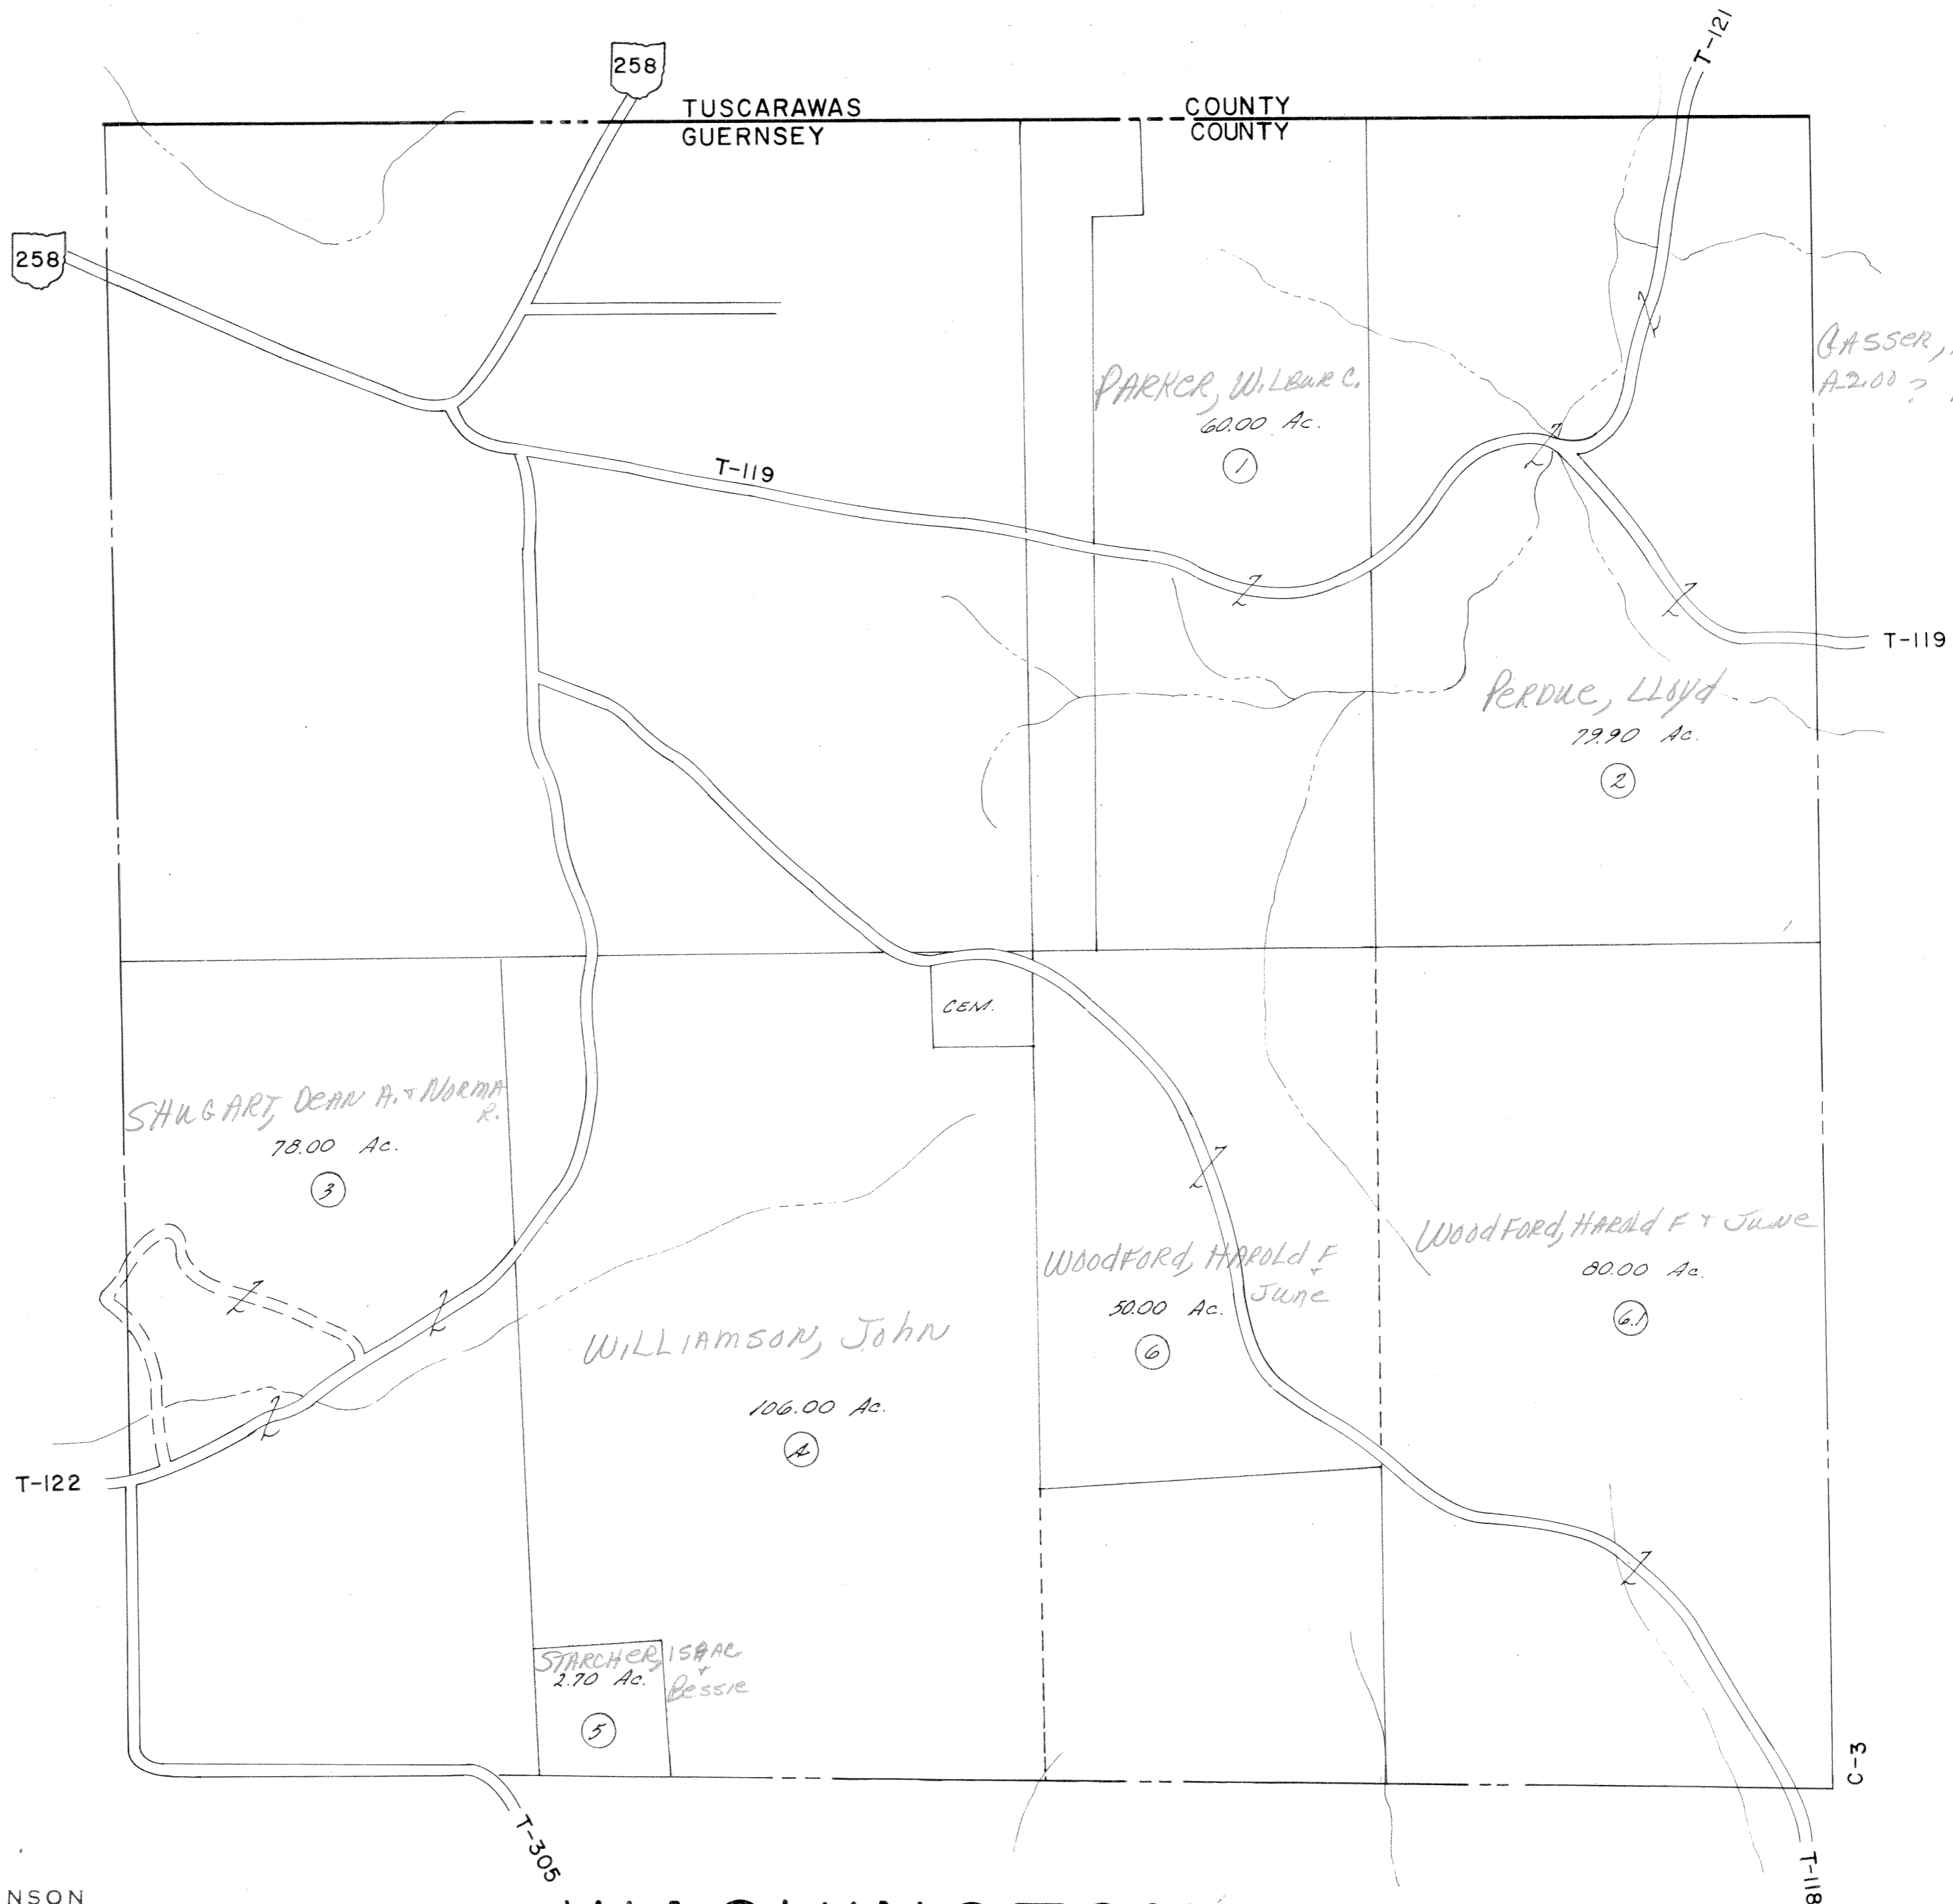 258
T-121
TUSCARAWAS COUNTY
GUERNSEY COUNTY
258
GASSER,
A-2.00 ?
PARKER, WILBUR C.
60.00 Ac.
1
T-119
T-119
PERDUE, LLOYD
79.90 Ac.
2
CEM.
SHUGART, DEAN A. + NORMA
R.
78.00 Ac.
3
WOODFORD, HAROLD F + JUNE
80.00 Ac.
6.1
WOODFORD, HAROLD F
+
JUNE
50.00 Ac.
6
WILLIAMSON, JOHN
106.00 Ac.
4
T-122
STARCHER, ISAAC
+
2.70 Ac.
Bessie
5
C-3
T-305
T-118
NSON